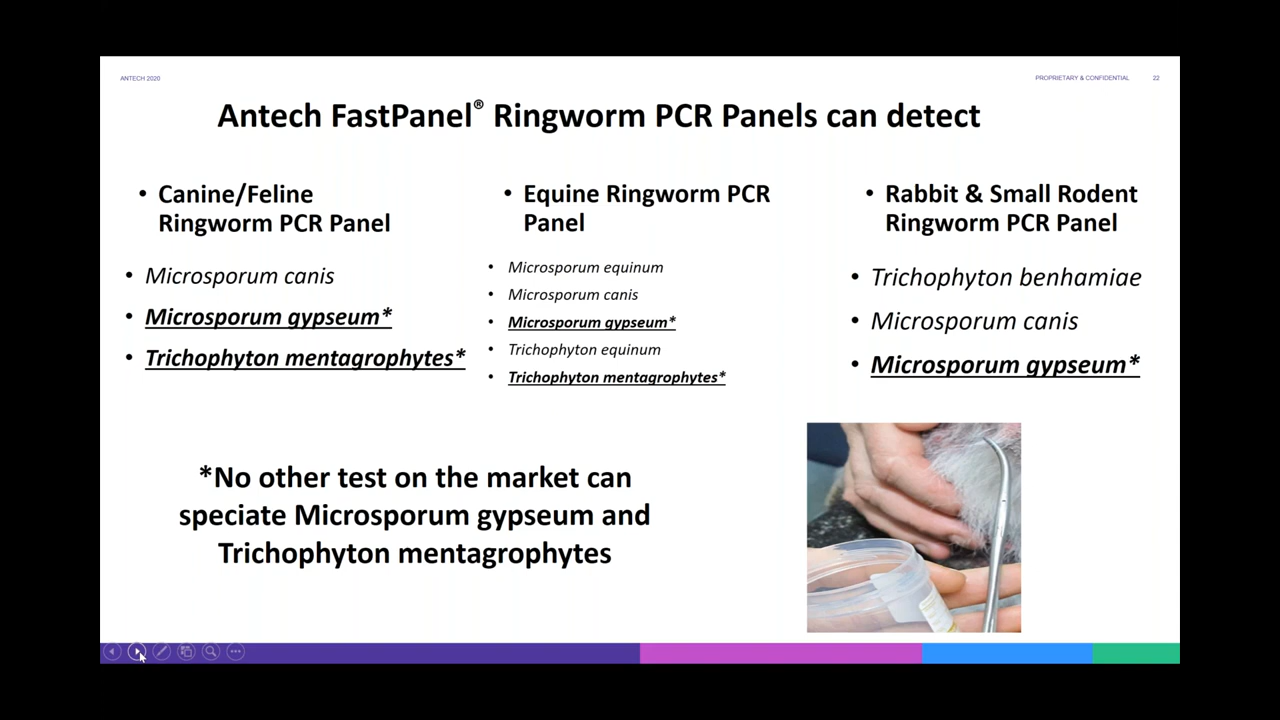 ANTECH 2020
PROPRIETARY & CONFIDENTIAL 22
Antech FastPanel® Ringworm PCR Panels can detect
• Canine/Feline
Ringworm PCR Panel
• Microsporum canis
• Microsporum gypseum*
• Trichophyton mentagrophytes*
• Equine Ringworm PCR
Panel
• Microsporum equinum
• Microsporum canis
• Microsporum gypseum*
• Trichophyton equinum
• Trichophyton mentagrophytes*
• Rabbit & Small Rodent
Ringworm PCR Panel
• Trichophyton benhamiae
• Microsporum canis
• Microsporum gypseum*
*No other test on the market can
speciate Microsporum gypseum and
Trichophyton mentagrophytes